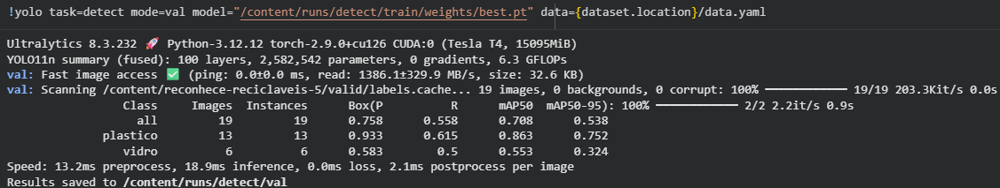 !yolo task=detect mode=val model="/content/runs/detect/train/weights/best.pt" data={dataset.location}/data.yaml
Ultralytics 8.3.232 🚀 Python-3.12.12 torch-2.9.0+cu126 CUDA:0 (Tesla T4, 15095MiB)
YOLO11n summary (fused): 100 layers, 2,582,542 parameters, 0 gradients, 6.3 GFLOPs
val: Fast image access ✅ (ping: 0.0±0.0 ms, read: 1386.1±329.9 MB/s, size: 32.6 KB)
val: Scanning /content/reconhece-reciclaveis-5/valid/labels.cache... 19 images, 0 backgrounds, 0 corrupt: 100% ━━━━━━━━━━━━ 19/19 203.3Kit/s 0.0s
Class Images Instances Box(P R mAP50 mAP50-95): 100% ━━━━━━━━━━━━ 2/2 2.2it/s 0.9s
all 19 19 0.758 0.558 0.708 0.538
plastico 13 13 0.933 0.615 0.863 0.752
vidro 6 6 0.583 0.5 0.553 0.324
Speed: 13.2ms preprocess, 18.9ms inference, 0.0ms loss, 2.1ms postprocess per image
Results saved to /content/runs/detect/val